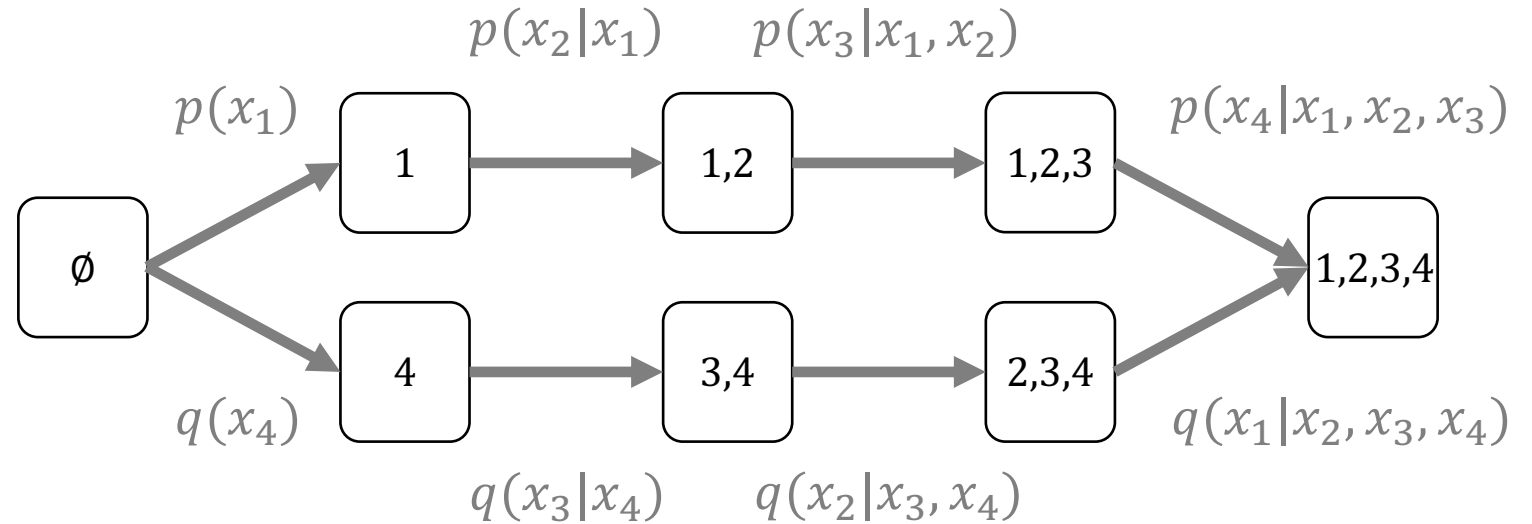 p(x₂|x₁) p(x₃|x₁, x₂)
p(x₁) p(x₄|x₁, x₂, x₃)
1 1,2 1,2,3
∅ 1,2,3,4
4 3,4 2,3,4
q(x₄) q(x₁|x₂, x₃, x₄)
q(x₃|x₄) q(x₂|x₃, x₄)